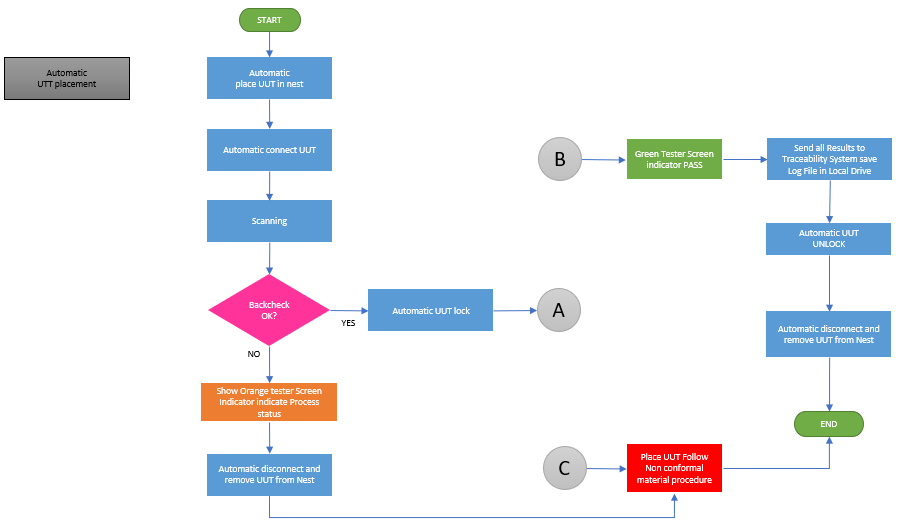 START
Automatic
UTT placement
Automatic
place UUT in nest
Automatic connect UUT
Scanning
Backcheck
OK?
YES
NO
Automatic UUT lock
A
Show Orange tester Screen
Indicator indicate Process
status
Automatic disconnect and
remove UUT from Nest
B
Green Tester Screen
indicator PASS
Send all Results to
Traceability System save
Log File in Local Drive
Automatic UUT
UNLOCK
Automatic disconnect and
remove UUT from Nest
END
C
Place UUT Follow
Non conformal
material procedure